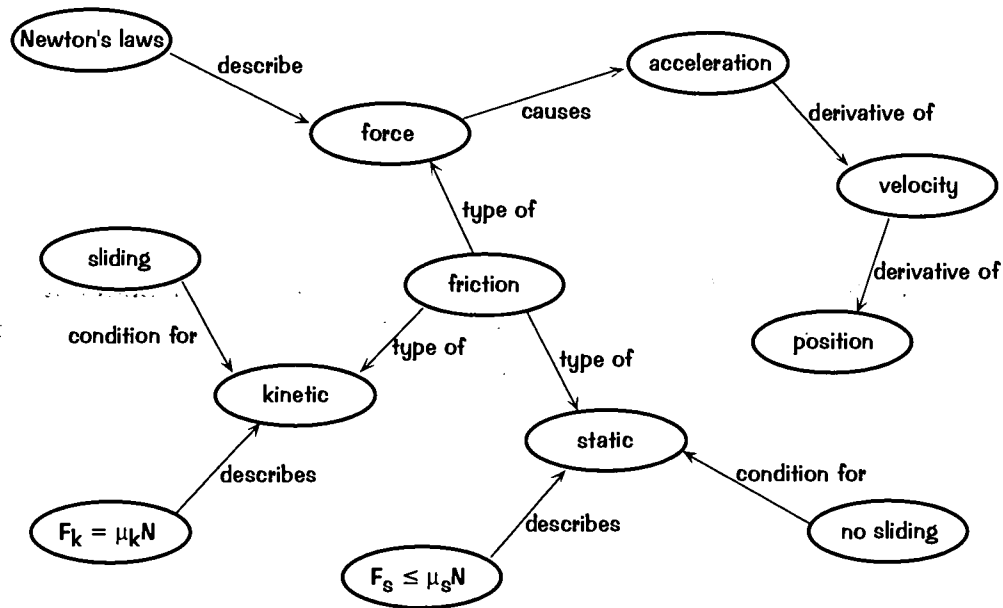 Newton's laws
describe
force
causes
acceleration
derivative of
velocity
derivative of
position
type of
friction
sliding
condition for
type of
kinetic
type of
static
describes
F_k = μ_kN
describes
F_s ≤ μ_sN
condition for
no sliding